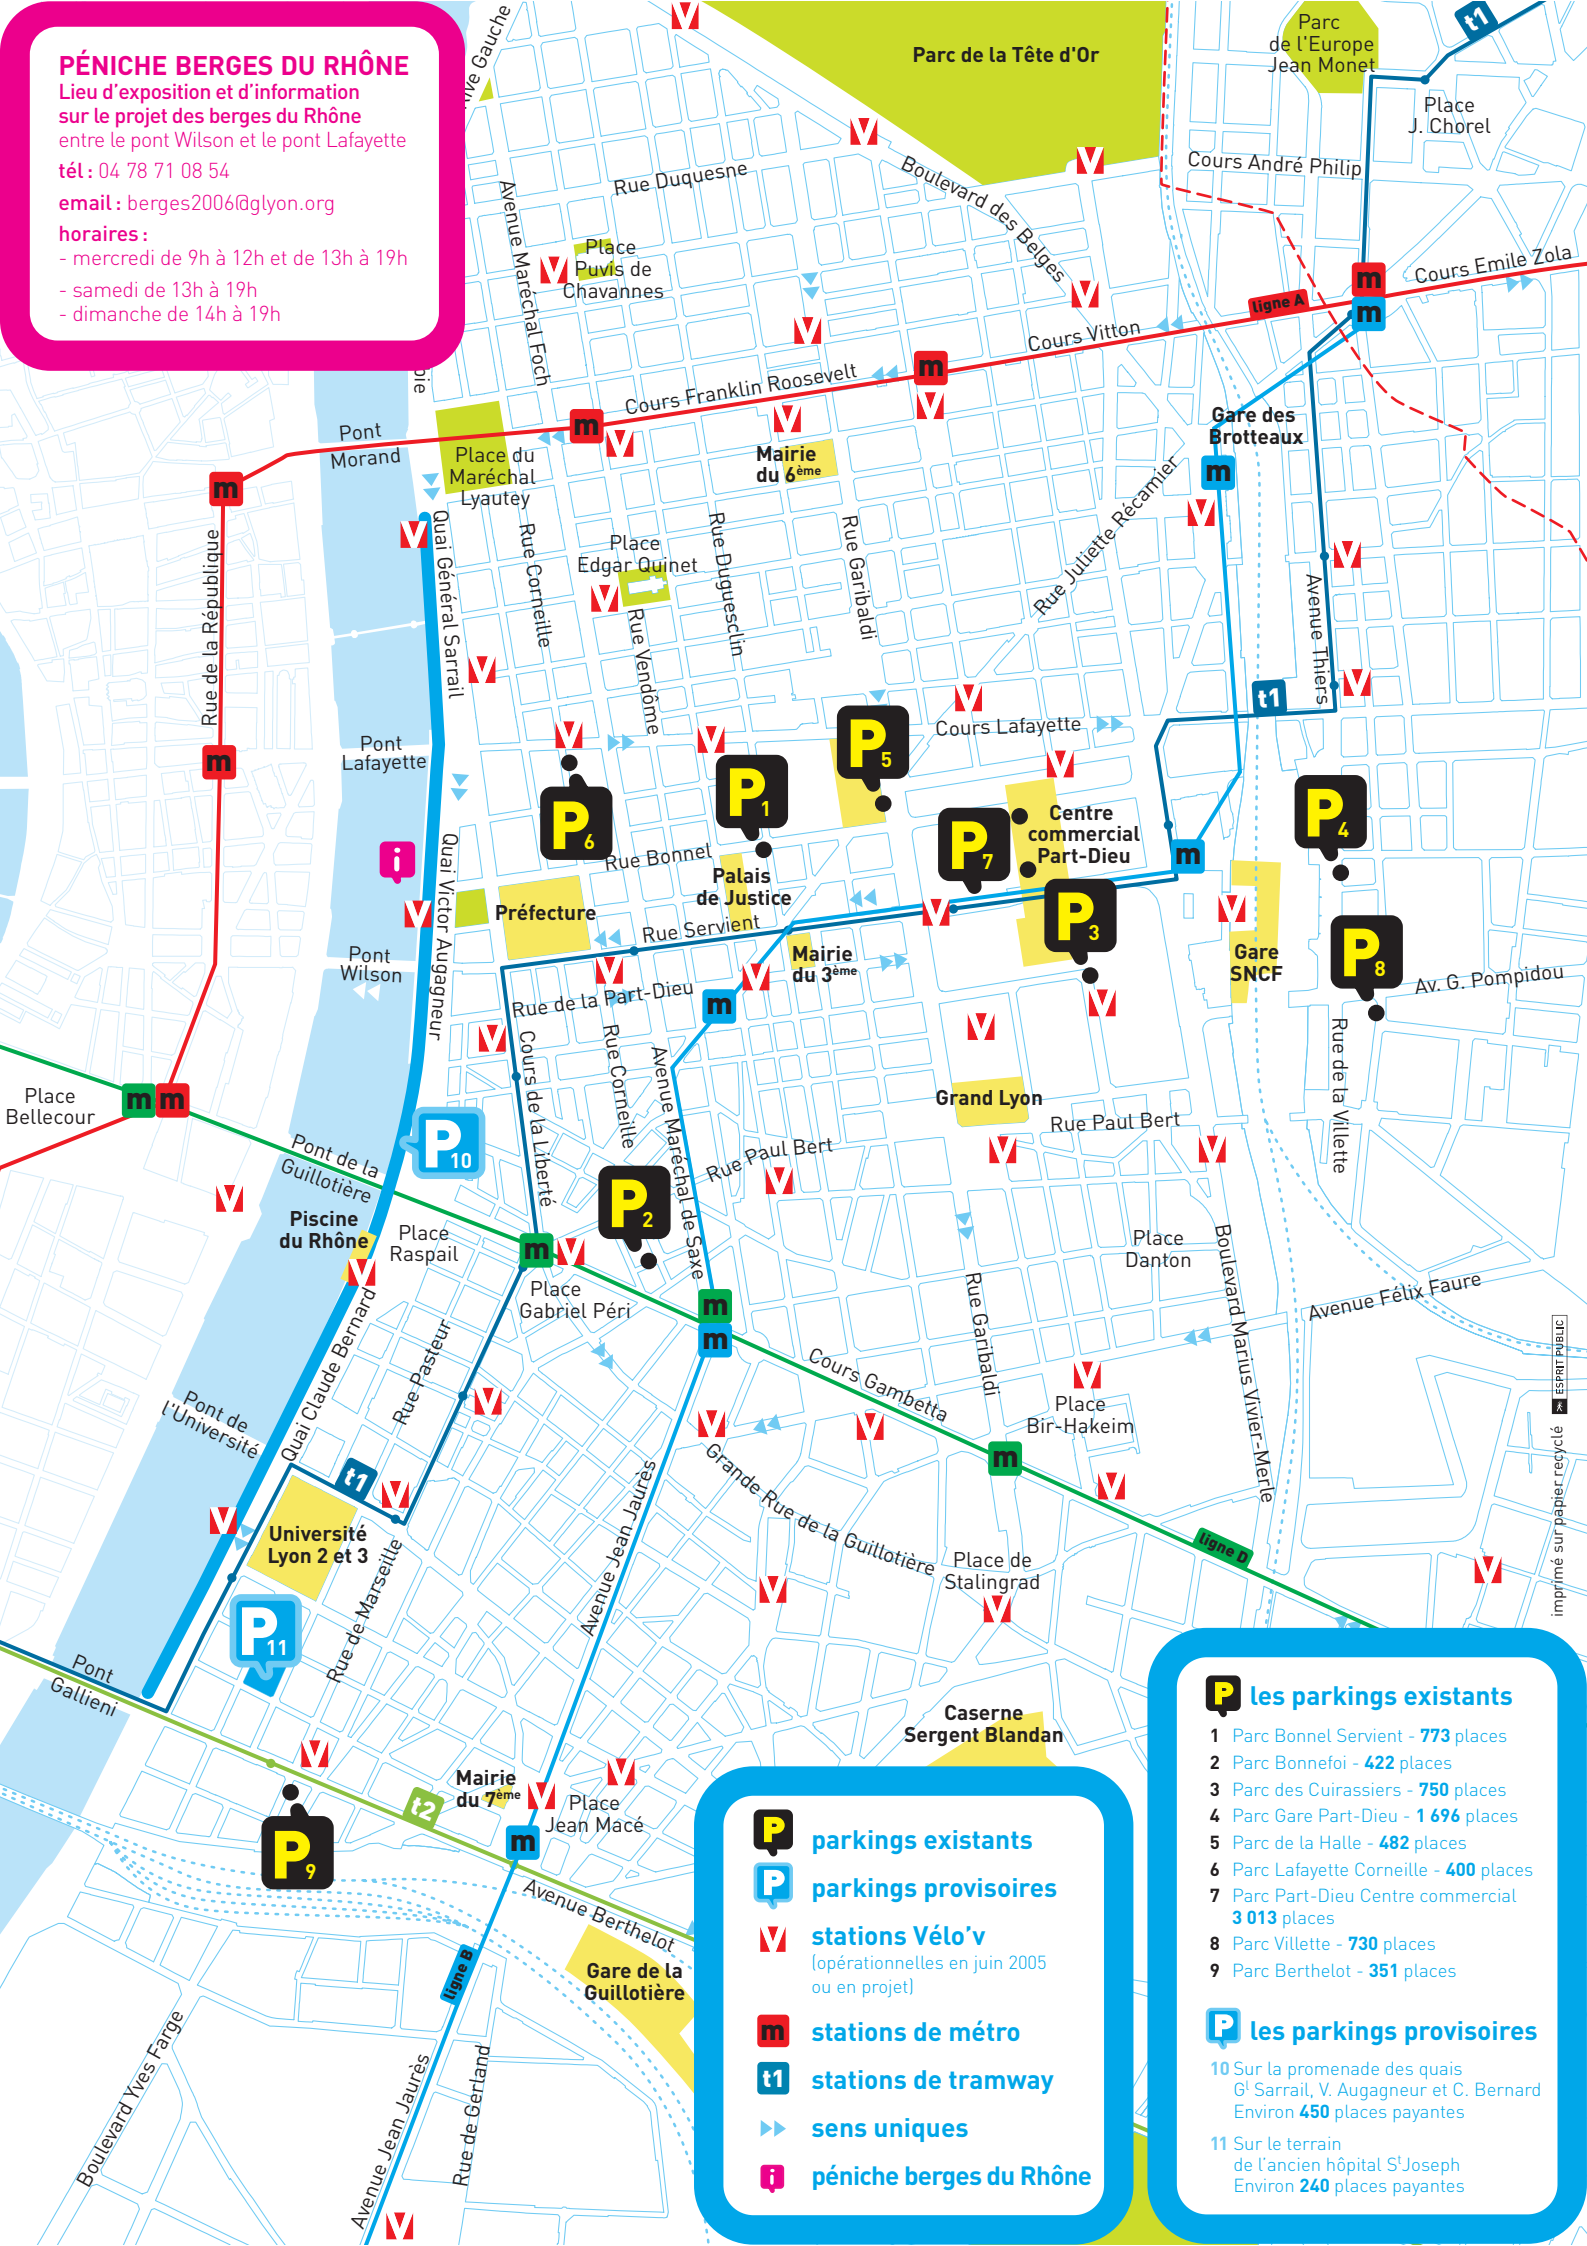 PÉNICHE BERGES DU RHÔNE
Lieu d'exposition et d'information
sur le projet des berges du Rhône
entre le pont Wilson et le pont Lafayette
tél : 04 78 71 08 54
email : berges2006@glyon.org
horaires :
- mercredi de 9h à 12h et de 13h à 19h
- samedi de 13h à 19h
- dimanche de 14h à 19h
Gauche
Parc de la Tête d'Or
Parc
de l'Europe
Jean Monet
t1
Place
J. Chorel
Cours André Philip
Boulevard des Belges
Rue Duquesne
Avenue Maréchal Foch
Place
Puvis de
Chavannes
Cours Emile Zola
ligne A
Cours Vitton
Cours Franklin Roosevelt
m
m
m
m
m
Pont
Morand
Place du
Maréchal
Lyautey
Mairie
du 6ème
Gare des
Brotteaux
m
m
Rue de la République
Quai Général Sarrail
Rue Corneille
Place
Edgar Quinet
Rue Vendôme
Rue Duguesclin
Rue Garibaldi
Rue Juliette Récamier
Avenue Thiers
t1
Cours Lafayette
Pont
Lafayette
P5
P1
P6
P7
P4
Centre
commercial
Part-Dieu
m
i
Quai Victor Augagneur
Rue Bonnel
Palais
de Justice
Préfecture
Rue Servient
P3
P8
Gare
SNCF
Mairie
du 3ème
Pont
Wilson
Rue de la Part-Dieu
m
Av. G. Pompidou
Cours de la Liberté
Rue Corneille
Avenue Maréchal de Saxe
Rue de la Villette
Place
Bellecour
m m
Grand Lyon
Rue Paul Bert
Rue Paul Bert
P10
Pont de la
Guillotière
P2
Piscine
du Rhône
Place
Raspail
m
Place
Gabriel Péri
Place
Danton
Boulevard Marius Vivier-Merle
Avenue Félix Faure
m
m
Rue Garibaldi
Quai Claude Bernard
Rue Pasteur
Cours Gambetta
Place
Bir-Hakeim
Pont de
l'Université
m
t1
Grande Rue de la Guillotière
Avenue Jean Jaurès
Université
Lyon 2 et 3
Rue de Marseille
ligne D
Place de
Stalingrad
P11
Pont
Gallieni
Caserne
Sergent Blandan
Mairie
du 7ème
t2
Place
Jean Macé
m
P9
Avenue Berthelot
ligne B
Gare de la
Guillotière
Boulevard Yves Farge
Avenue Jean Jaurès
Rue de Gerland
imprimé sur papier recyclé
ESPRIT PUBLIC
P parkings existants
P parkings provisoires
V stations Vélo'v
(opérationnelles en juin 2005
ou en projet)
m stations de métro
t1 stations de tramway
sens uniques
i péniche berges du Rhône
P les parkings existants
1 Parc Bonnel Servient - 773 places
2 Parc Bonnefoi - 422 places
3 Parc des Cuirassiers - 750 places
4 Parc Gare Part-Dieu - 1 696 places
5 Parc de la Halle - 482 places
6 Parc Lafayette Corneille - 400 places
7 Parc Part-Dieu Centre commercial
3 013 places
8 Parc Villette - 730 places
9 Parc Berthelot - 351 places
P les parkings provisoires
10 Sur la promenade des quais
Gl Sarrail, V. Augagneur et C. Bernard
Environ 450 places payantes
11 Sur le terrain
de l'ancien hôpital St Joseph
Environ 240 places payantes